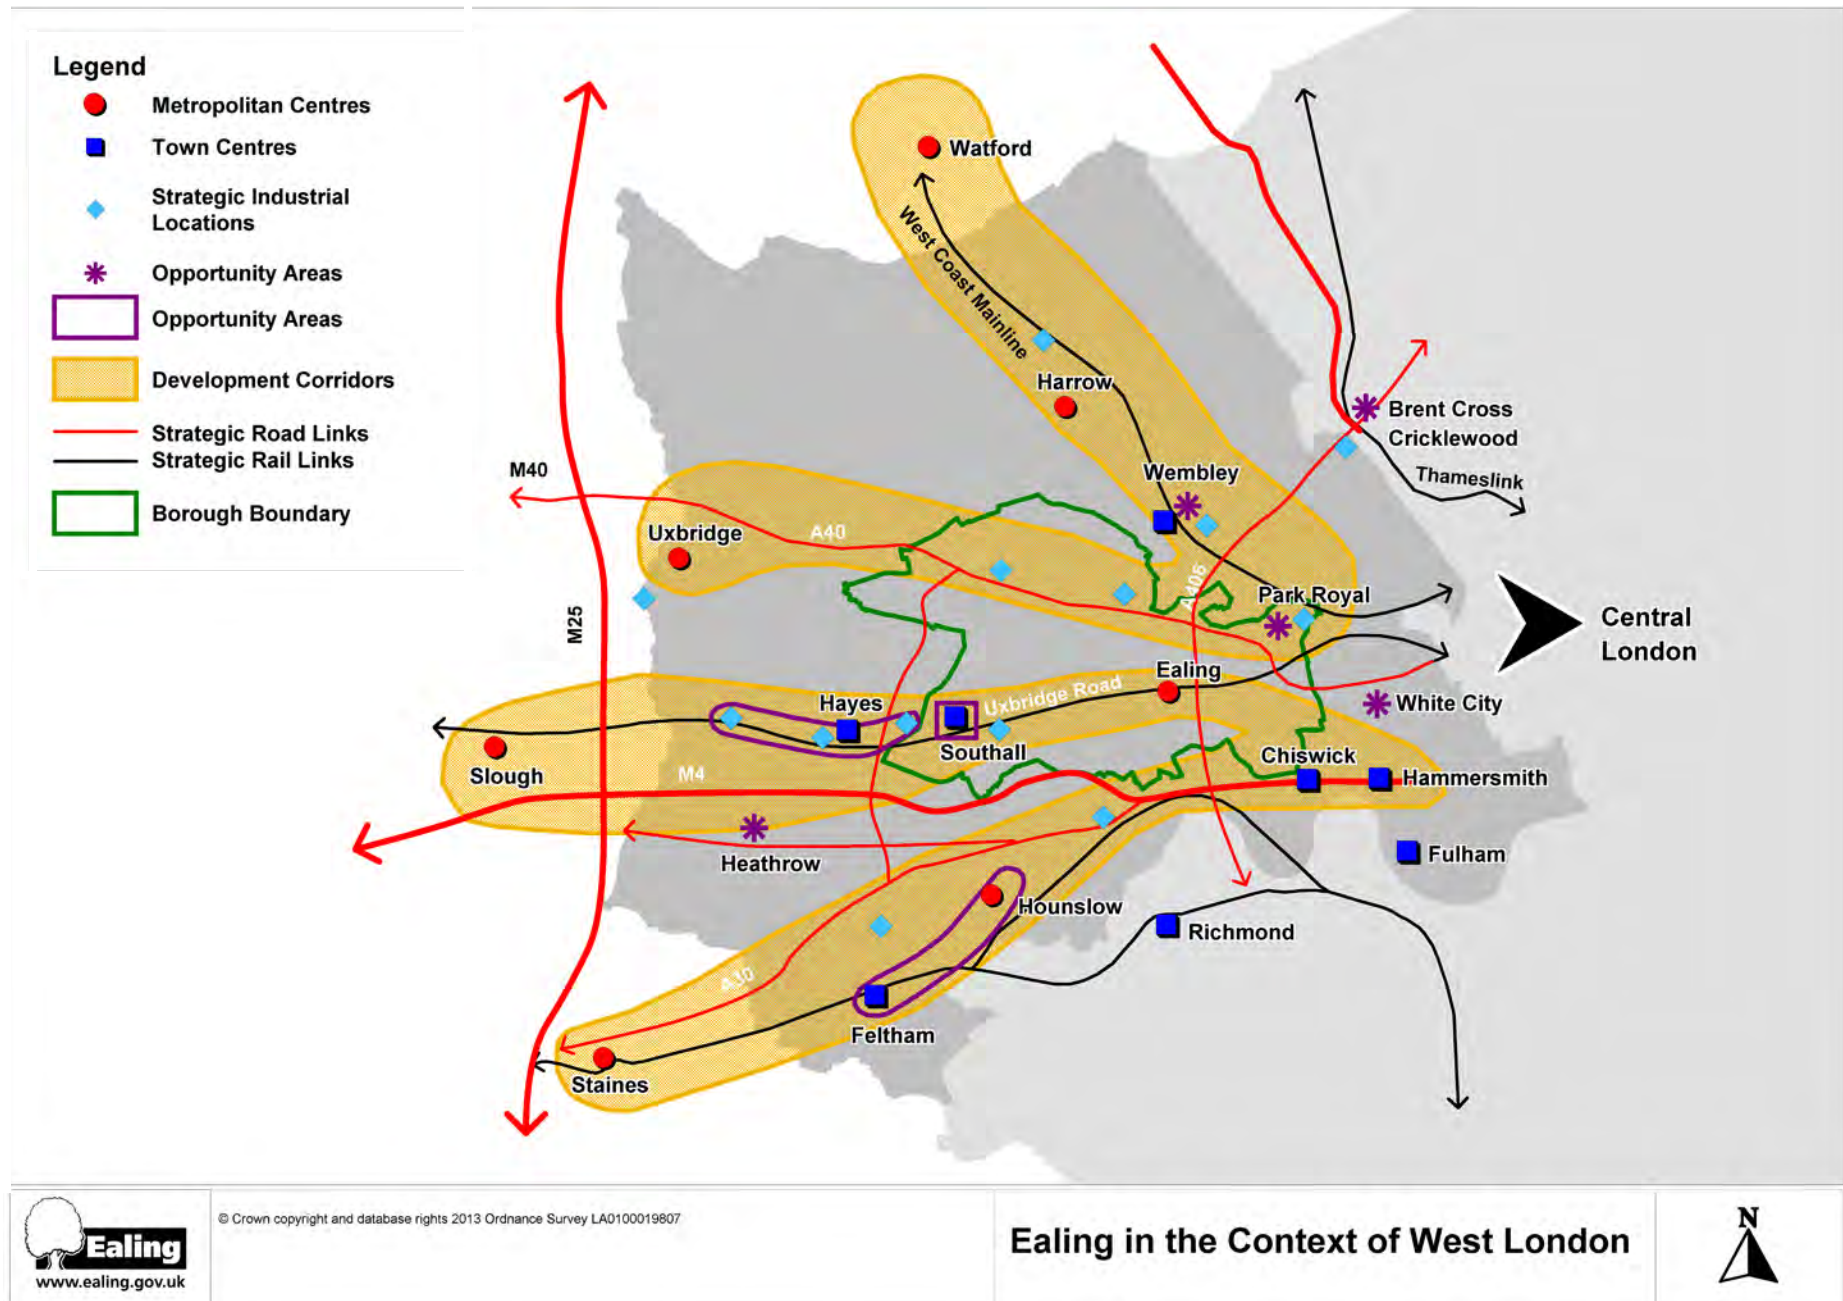 Legend
Metropolitan Centres
Town Centres
Strategic Industrial
Locations
Opportunity Areas
Opportunity Areas
Development Corridors
Strategic Road Links
Strategic Rail Links
Borough Boundary
Watford
West Coast Mainline
Harrow
Brent Cross
Cricklewood
Thameslink
Wembley
M40
A40
Uxbridge
A406
Park Royal
M25
Central
London
Ealing
Uxbridge Road
White City
Hayes
Southall
Slough
M4
Chiswick
Hammersmith
Heathrow
Fulham
Hounslow
Richmond
A30
Feltham
Staines
Ealing
www.ealing.gov.uk
© Crown copyright and database rights 2013 Ordnance Survey LA0100019807
Ealing in the Context of West London
N